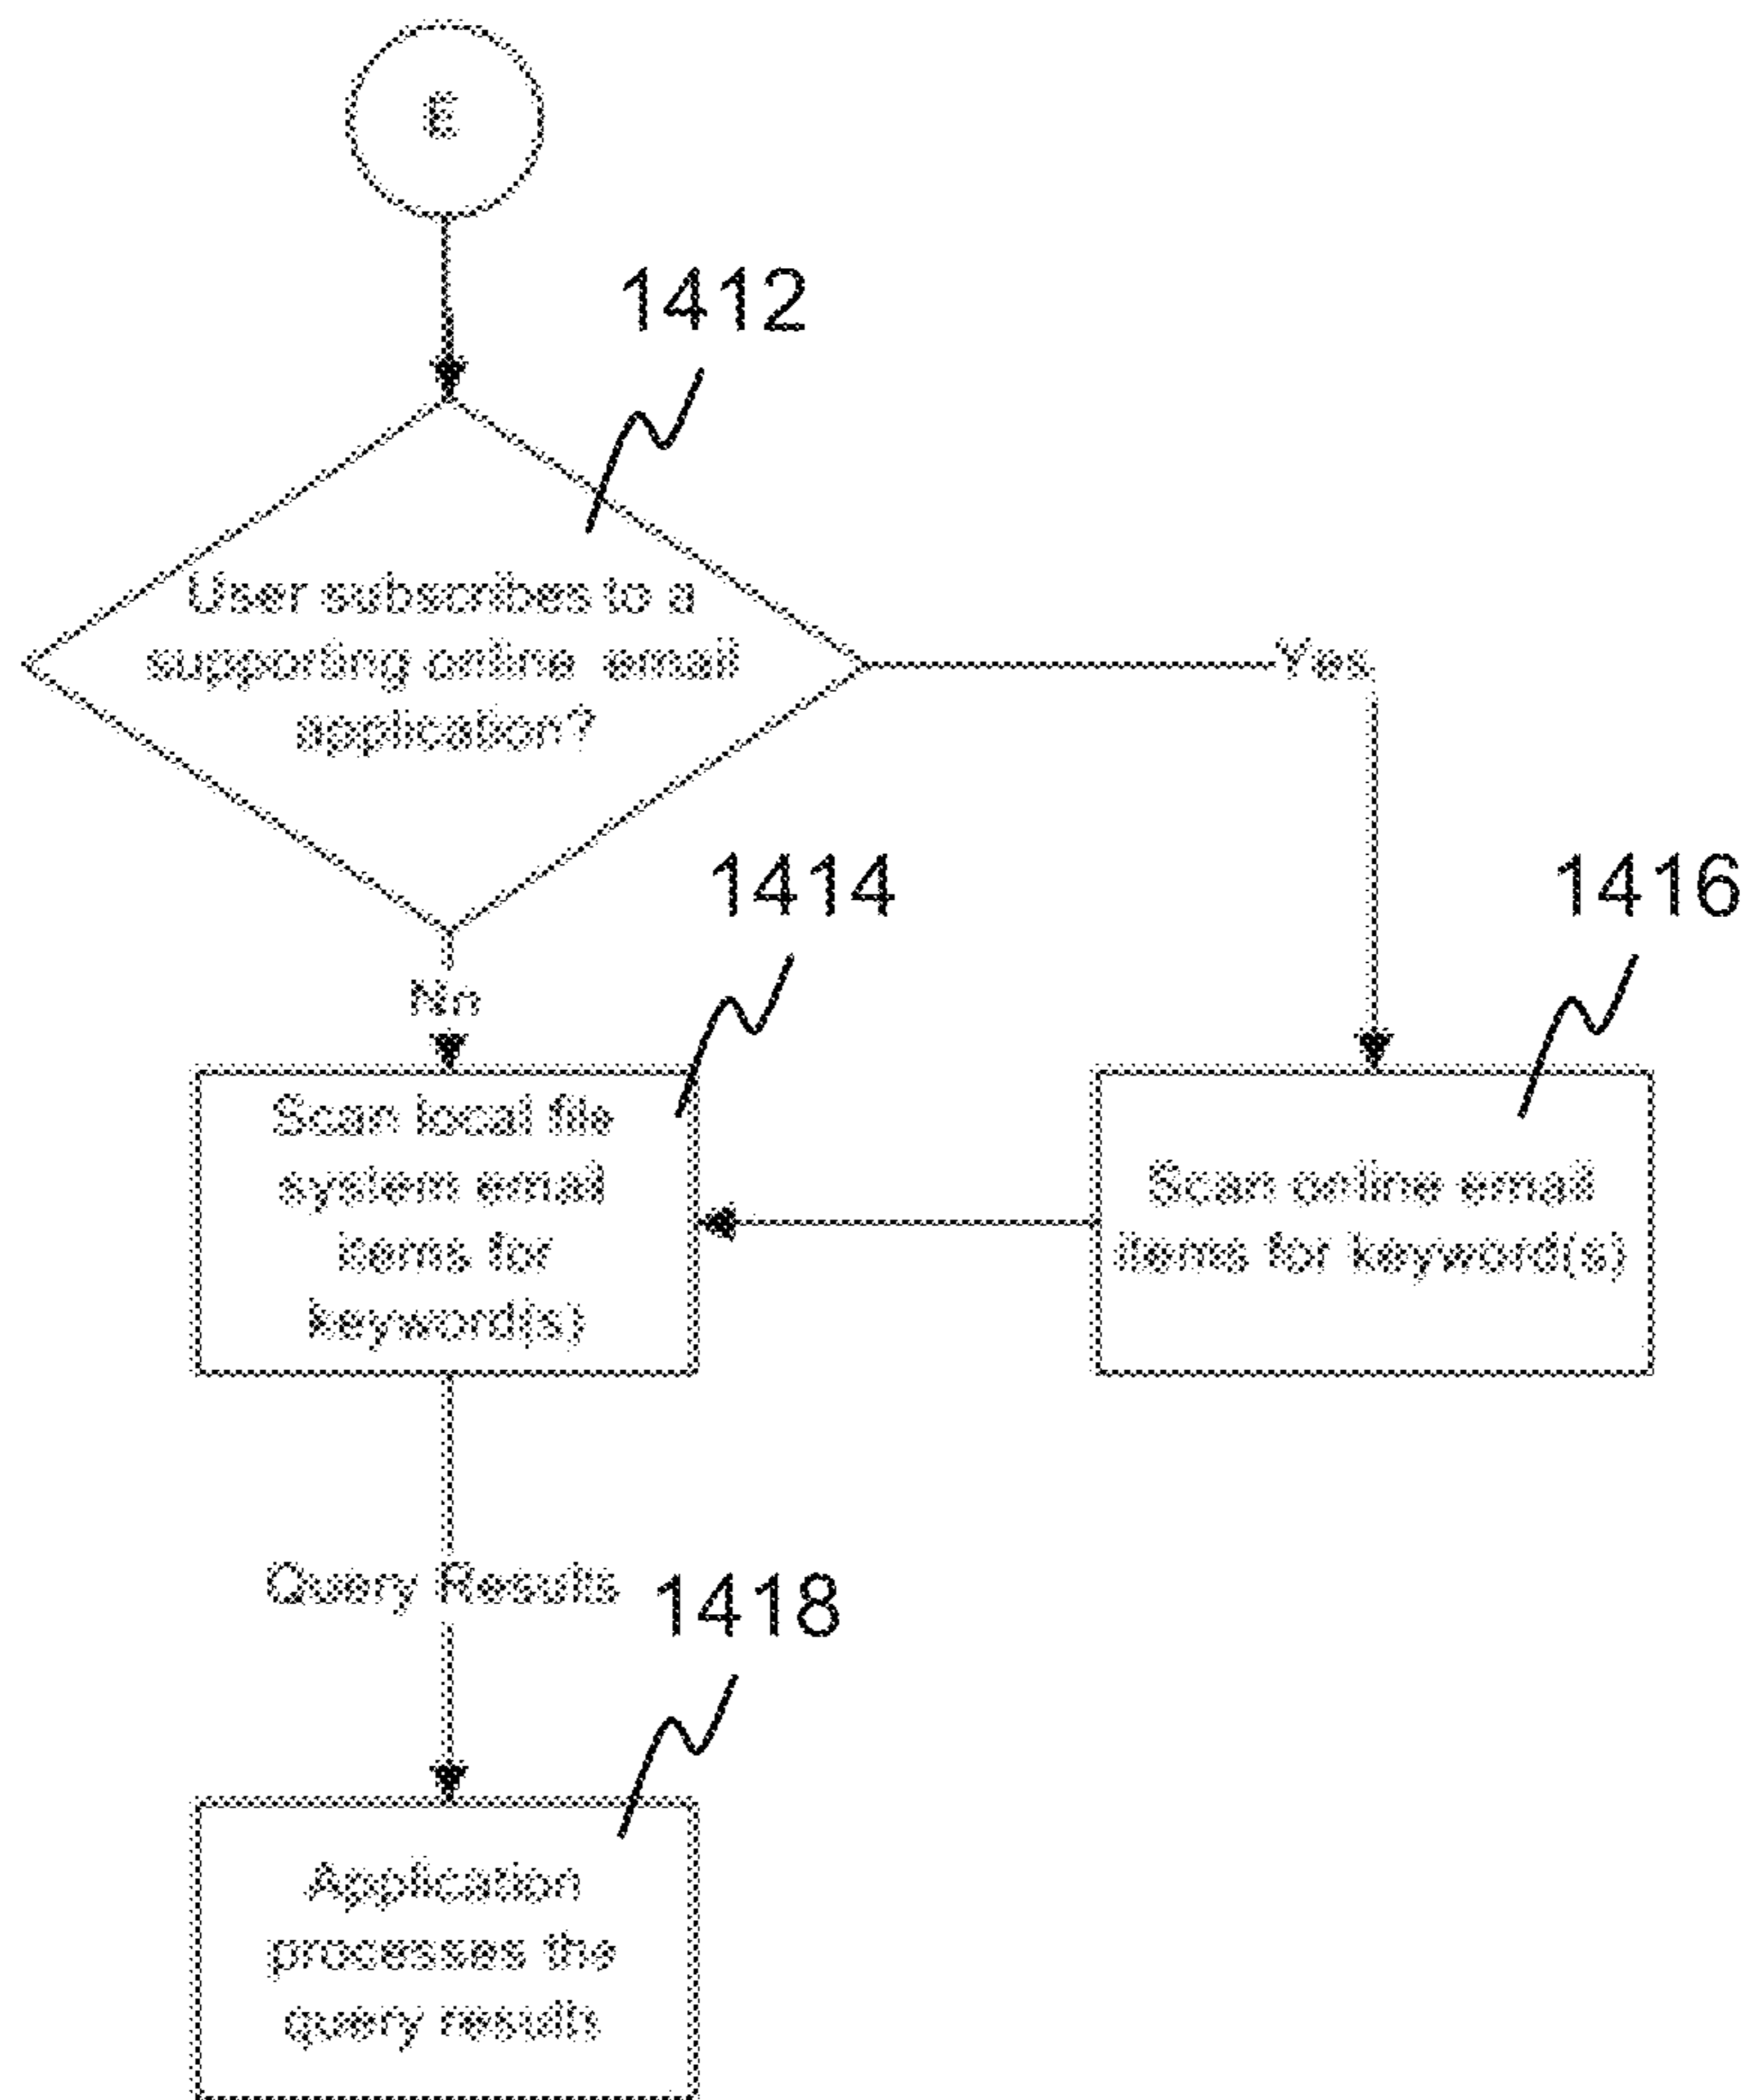 E
1412
User subscribes to a
supporting online email
application?
Yes
1414
1416
No
Scan local file
system email
items for
keyword(s)
Scan online email
items for keyword(s)
Query Results
1418
Application
processes the
query results